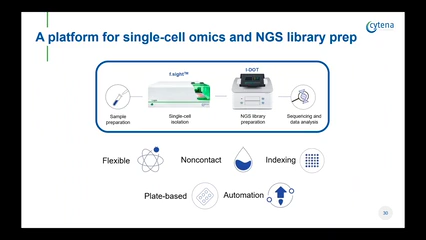 cytena
A platform for single-cell omics and NGS library prep
f.sight™
I-DOT
Sample
preparation
Single-cell
isolation
NGS library
preparation
Sequencing and
data analysis
Flexible
Noncontact
Indexing
Plate-based
Automation
30